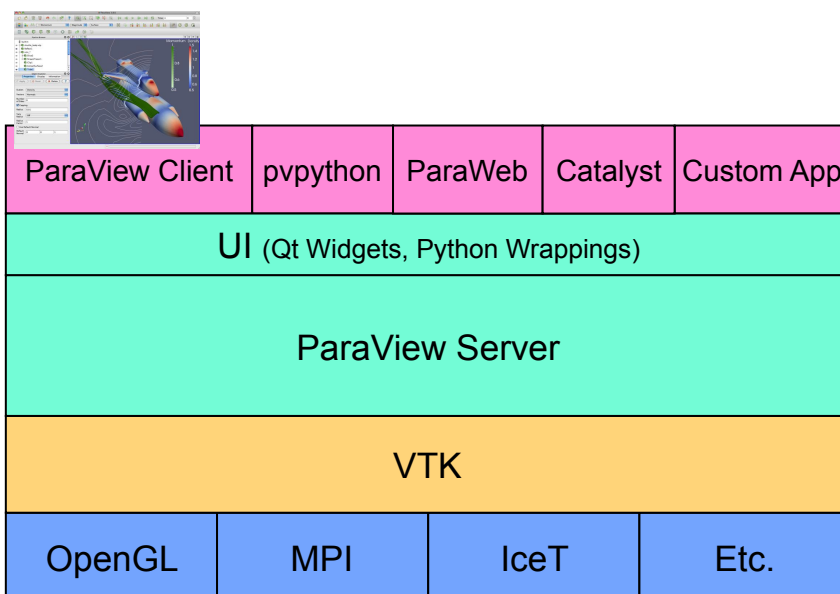 ParaView Client
pvpython
ParaWeb
Catalyst
Custom App
UI (Qt Widgets, Python Wrappings)
ParaView Server
VTK
OpenGL
MPI
IceT
Etc.